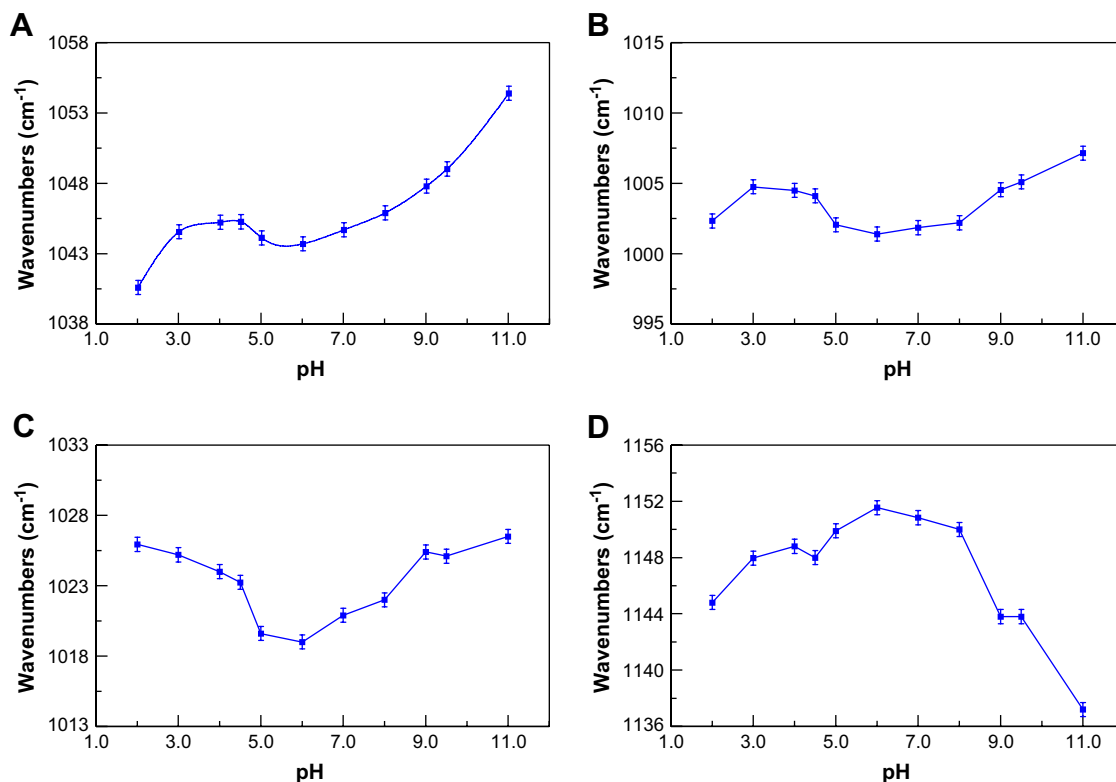 A
B
Wavenumbers (cm-1)
1058
1053
1048
1043
1038
1.0 3.0 5.0 7.0 9.0 11.0
pH
Wavenumbers (cm-1)
1015
1010
1005
1000
995
1.0 3.0 5.0 7.0 9.0 11.0
pH
C
D
Wavenumbers (cm-1)
1033
1028
1023
1018
1013
1.0 3.0 5.0 7.0 9.0 11.0
pH
Wavenumbers (cm-1)
1156
1152
1148
1144
1140
1136
1.0 3.0 5.0 7.0 9.0 11.0
pH